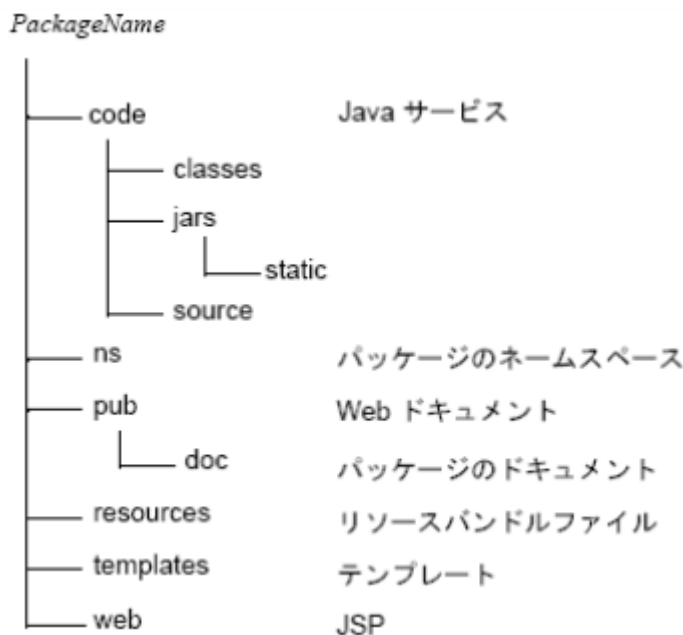 PackageName
code Java サービス
classes
jars
static
source
ns パッケージのネームスペース
pub Web ドキュメント
doc パッケージのドキュメント
resources リソースバンドルファイル
templates テンプレート
web JSP